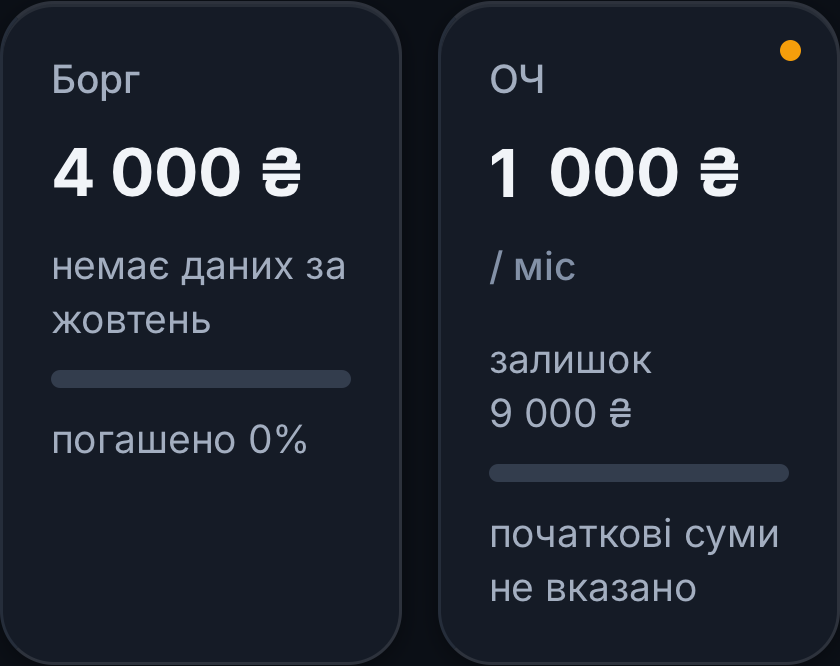 Борг
4 000 ₴
немає даних за
жовтень
погашено 0%
ОЧ
1 000 ₴
/ міс
залишок
9 000 ₴
початкові суми
не вказано